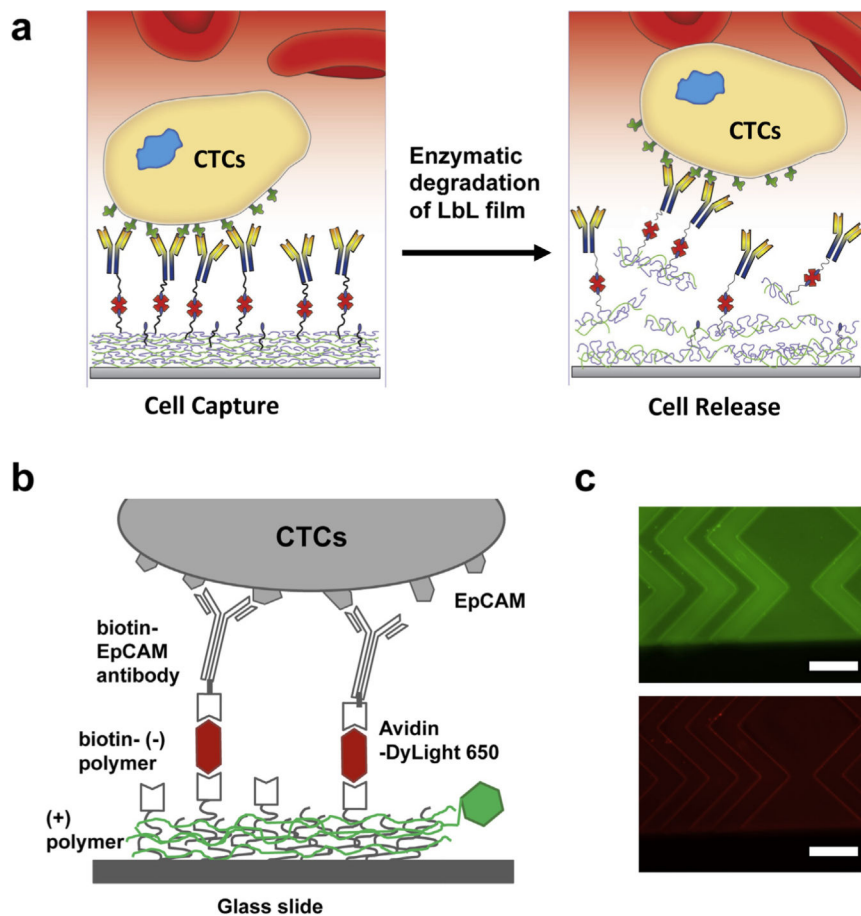 a
CTCs
Cell Capture
Enzymatic
degradation
of LbL film
CTCs
Cell Release
b
CTCs
EpCAM
biotin-
EpCAM
antibody
biotin- (-)
polymer
Avidin
-DyLight 650
(+)
polymer
Glass slide
c